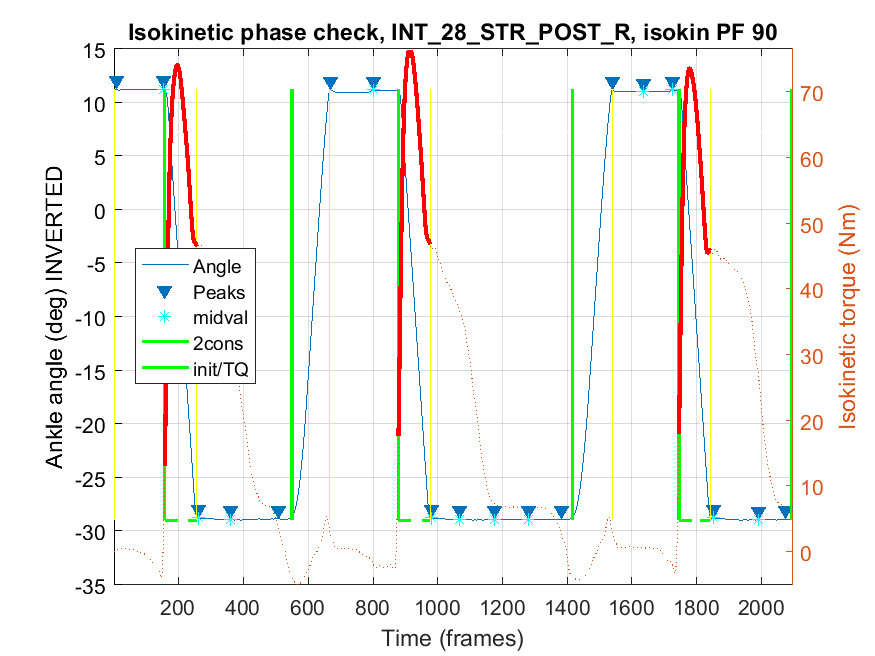 Isokinetic phase check, INT_28_STR_POST_R, isokin PF 90
15
10
5
0
-5
-10
-15
-20
-25
-30
-35
Ankle angle (deg) INVERTED
Angle
Peaks
midval
2cons
init/TQ
70
60
50
40
30
20
10
0
Isokinetic torque (Nm)
200 400 600 800 1000 1200 1400 1600 1800 2000
Time (frames)